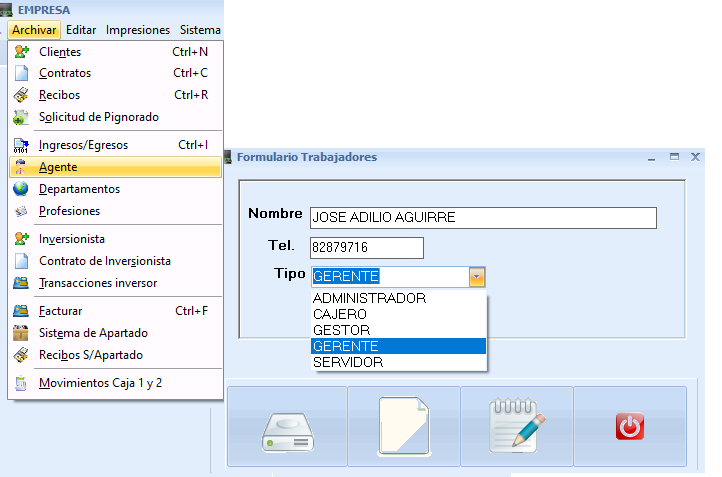 EMPRESA
Archivar Editar Impresiones Sistema
Clientes Ctrl+N
Contratos Ctrl+C
Recibos Ctrl+R
Solicitud de Pignorado
Ingresos/Egresos Ctrl+I
Agente
Departamentos
Profesiones
Inversionista
Contrato de Inversionista
Transacciones inversor
Facturar Ctrl+F
Sistema de Apartado
Recibos S/Apartado
Movimientos Caja 1 y 2
Formulario Trabajadores
Nombre JOSE ADILIO AGUIRRE
Tel. 82879716
Tipo GERENTE
ADMINISTRADOR
CAJERO
GESTOR
GERENTE
SERVIDOR